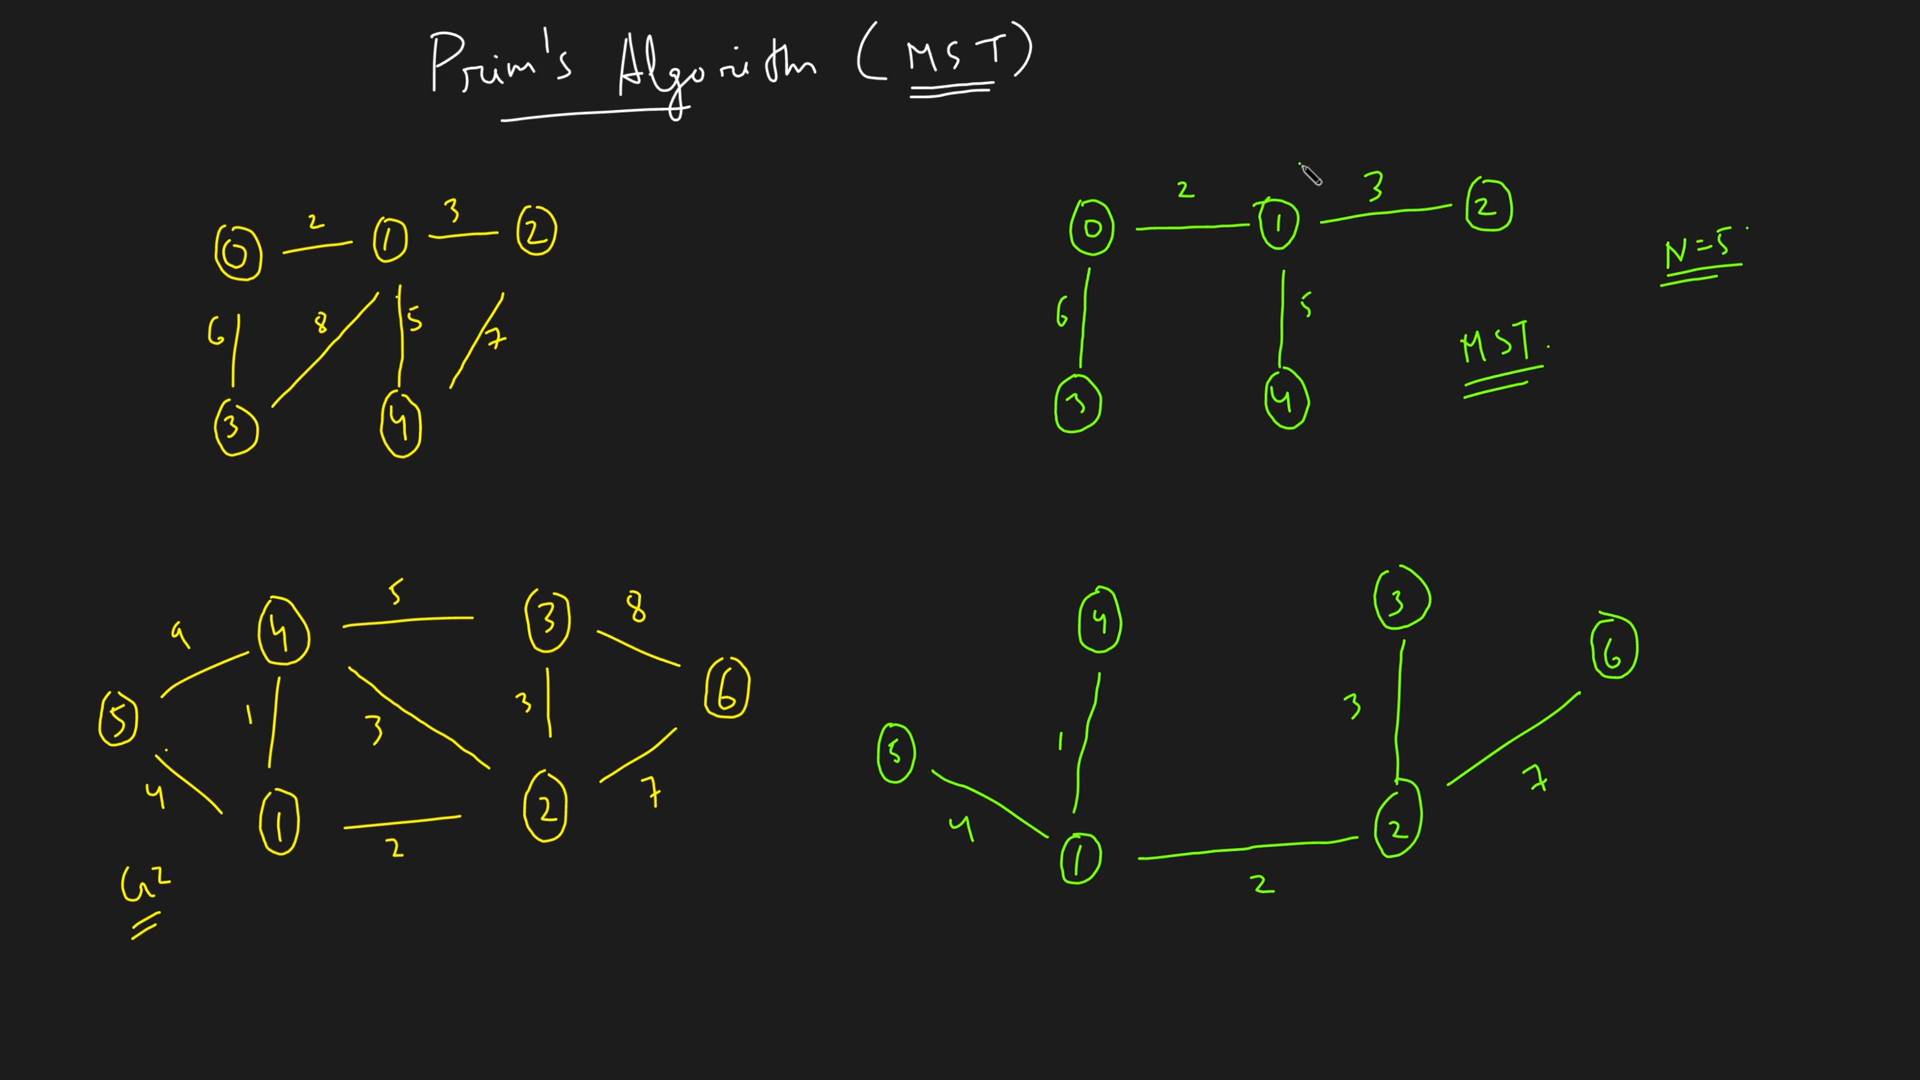 Prim's Algorithm (MST)
0 2 1 3 2
6 8 5 7
3 4
0 2 1 3 2
6 5
3 4
N=5.
MST.
9 4 5 3 8
5 1 3 3 6
4 1 2 2 7
G2
4 3 6
5 1 3 7
4 1 2 2